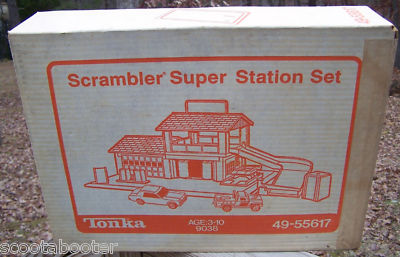 Scrambler® Super Station Set
Tonka
AGE: 3-10
9038
49-55617
scootabooter